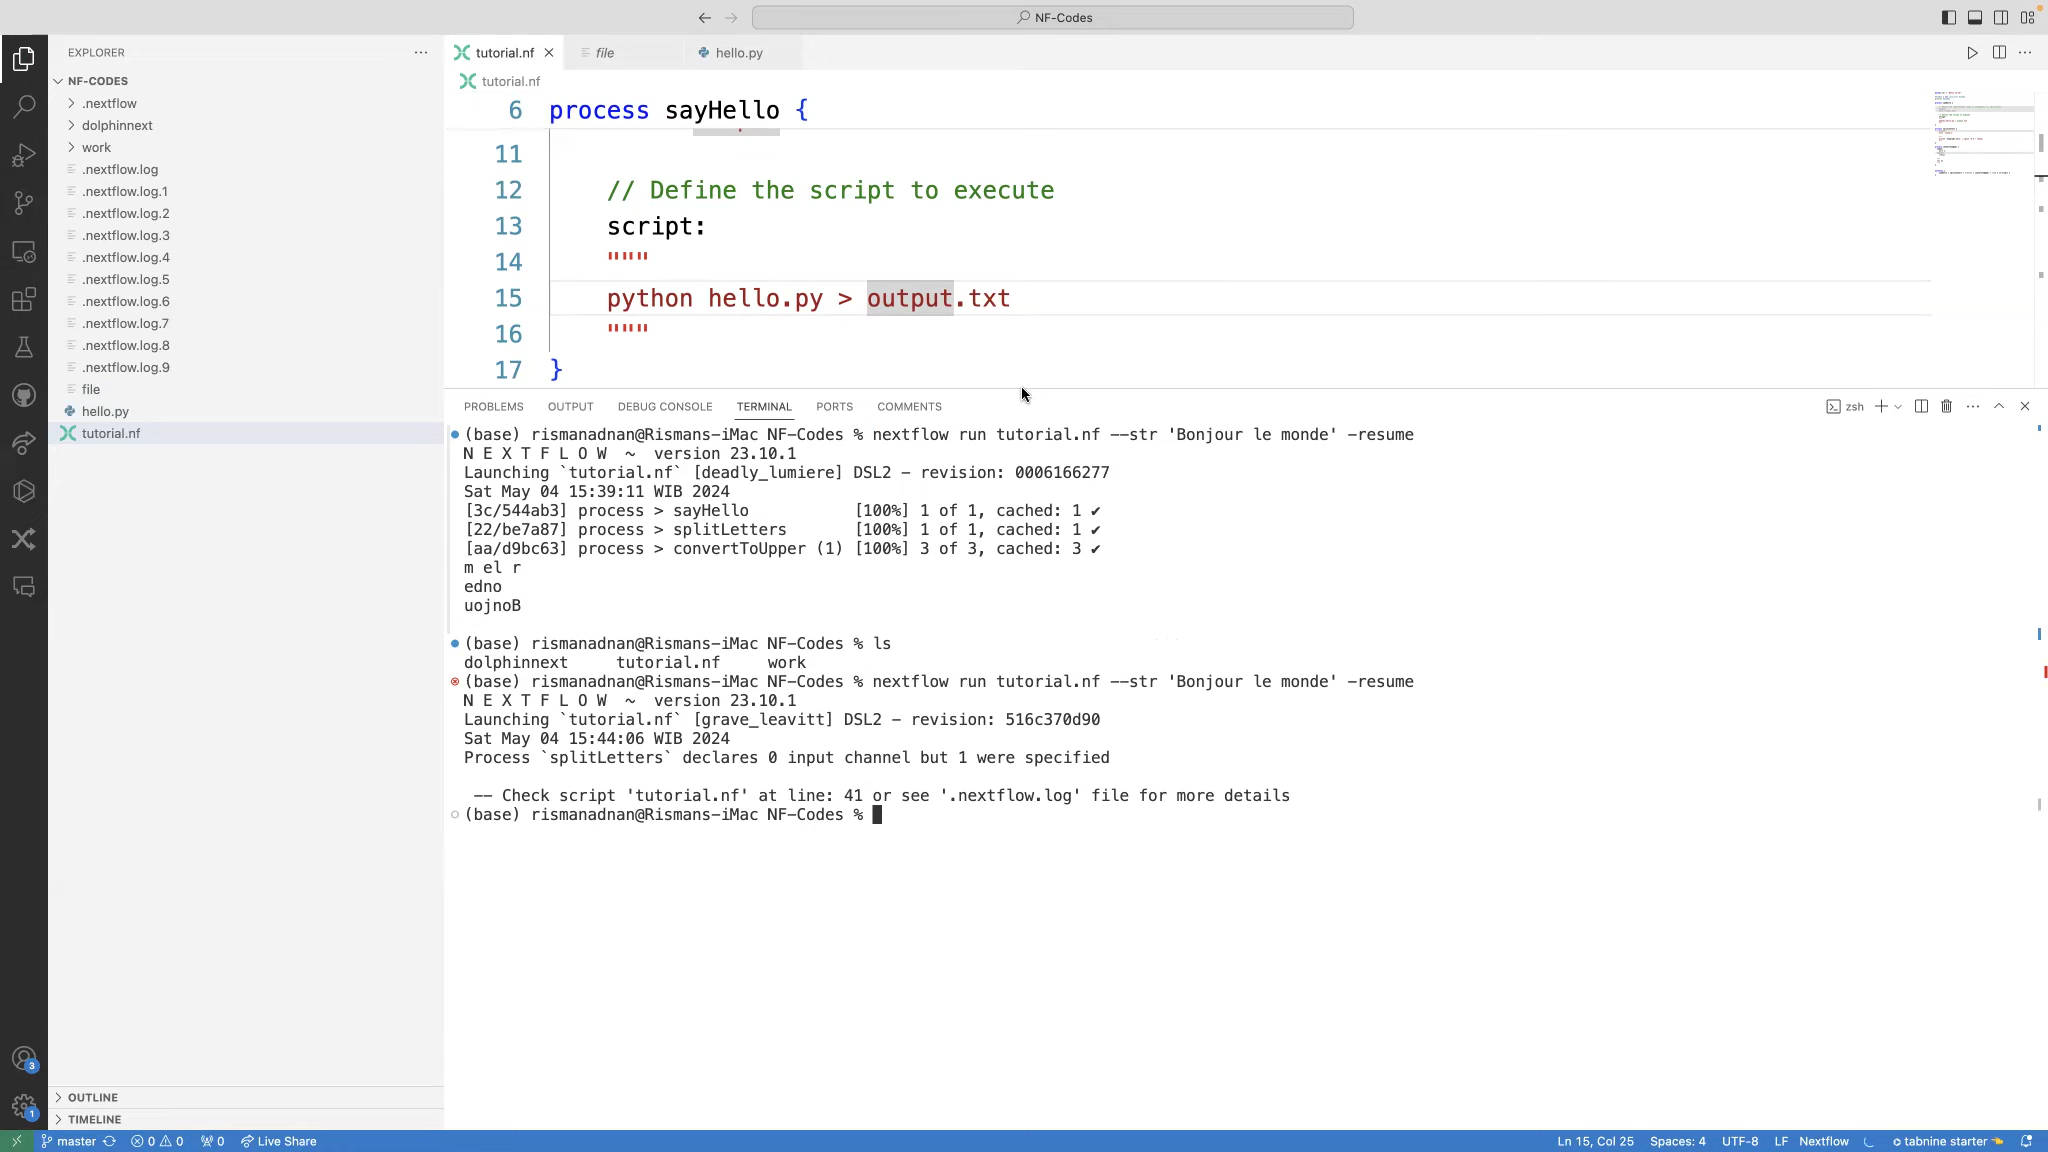 NF-Codes
EXPLORER
NF-CODES
.nextflow
dolphinnext
work
.nextflow.log
.nextflow.log.1
.nextflow.log.2
.nextflow.log.3
.nextflow.log.4
.nextflow.log.5
.nextflow.log.6
.nextflow.log.7
.nextflow.log.8
.nextflow.log.9
file
hello.py
tutorial.nf
OUTLINE
TIMELINE
tutorial.nf file hello.py
tutorial.nf
6 process sayHello {
11
12 // Define the script to execute
13 script:
14 """
15 python hello.py > output.txt
16 """
17 }
PROBLEMS OUTPUT DEBUG CONSOLE TERMINAL PORTS COMMENTS zsh
(base) rismanadnan@Rismans-iMac NF-Codes % nextflow run tutorial.nf --str 'Bonjour le monde' -resume
N E X T F L O W ~ version 23.10.1
Launching `tutorial.nf` [deadly_lumiere] DSL2 - revision: 0006166277
Sat May 04 15:39:11 WIB 2024
[3c/544ab3] process > sayHello [100%] 1 of 1, cached: 1 ✔
[22/be7a87] process > splitLetters [100%] 1 of 1, cached: 1 ✔
[aa/d9bc63] process > convertToUpper (1) [100%] 3 of 3, cached: 3 ✔
m el r
edno
uojnoB
(base) rismanadnan@Rismans-iMac NF-Codes % ls
dolphinnext tutorial.nf work
(base) rismanadnan@Rismans-iMac NF-Codes % nextflow run tutorial.nf --str 'Bonjour le monde' -resume
N E X T F L O W ~ version 23.10.1
Launching `tutorial.nf` [grave_leavitt] DSL2 - revision: 516c370d90
Sat May 04 15:44:06 WIB 2024
Process `splitLetters` declares 0 input channel but 1 were specified
-- Check script 'tutorial.nf' at line: 41 or see '.nextflow.log' file for more details
(base) rismanadnan@Rismans-iMac NF-Codes %
3
1
master 0 0 0 Live Share Ln 15, Col 25 Spaces: 4 UTF-8 LF Nextflow tabnine starter